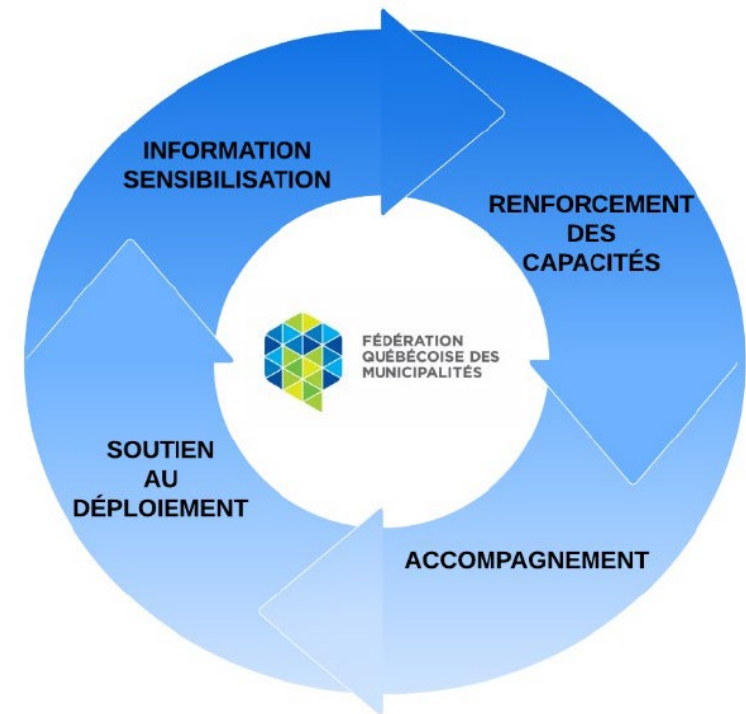 INFORMATION
SENSIBILISATION
RENFORCEMENT
DES
CAPACITÉS
FÉDÉRATION
QUÉBÉCOISE DES
MUNICIPALITÉS
SOUTIEN
AU
DÉPLOIEMENT
ACCOMPAGNEMENT